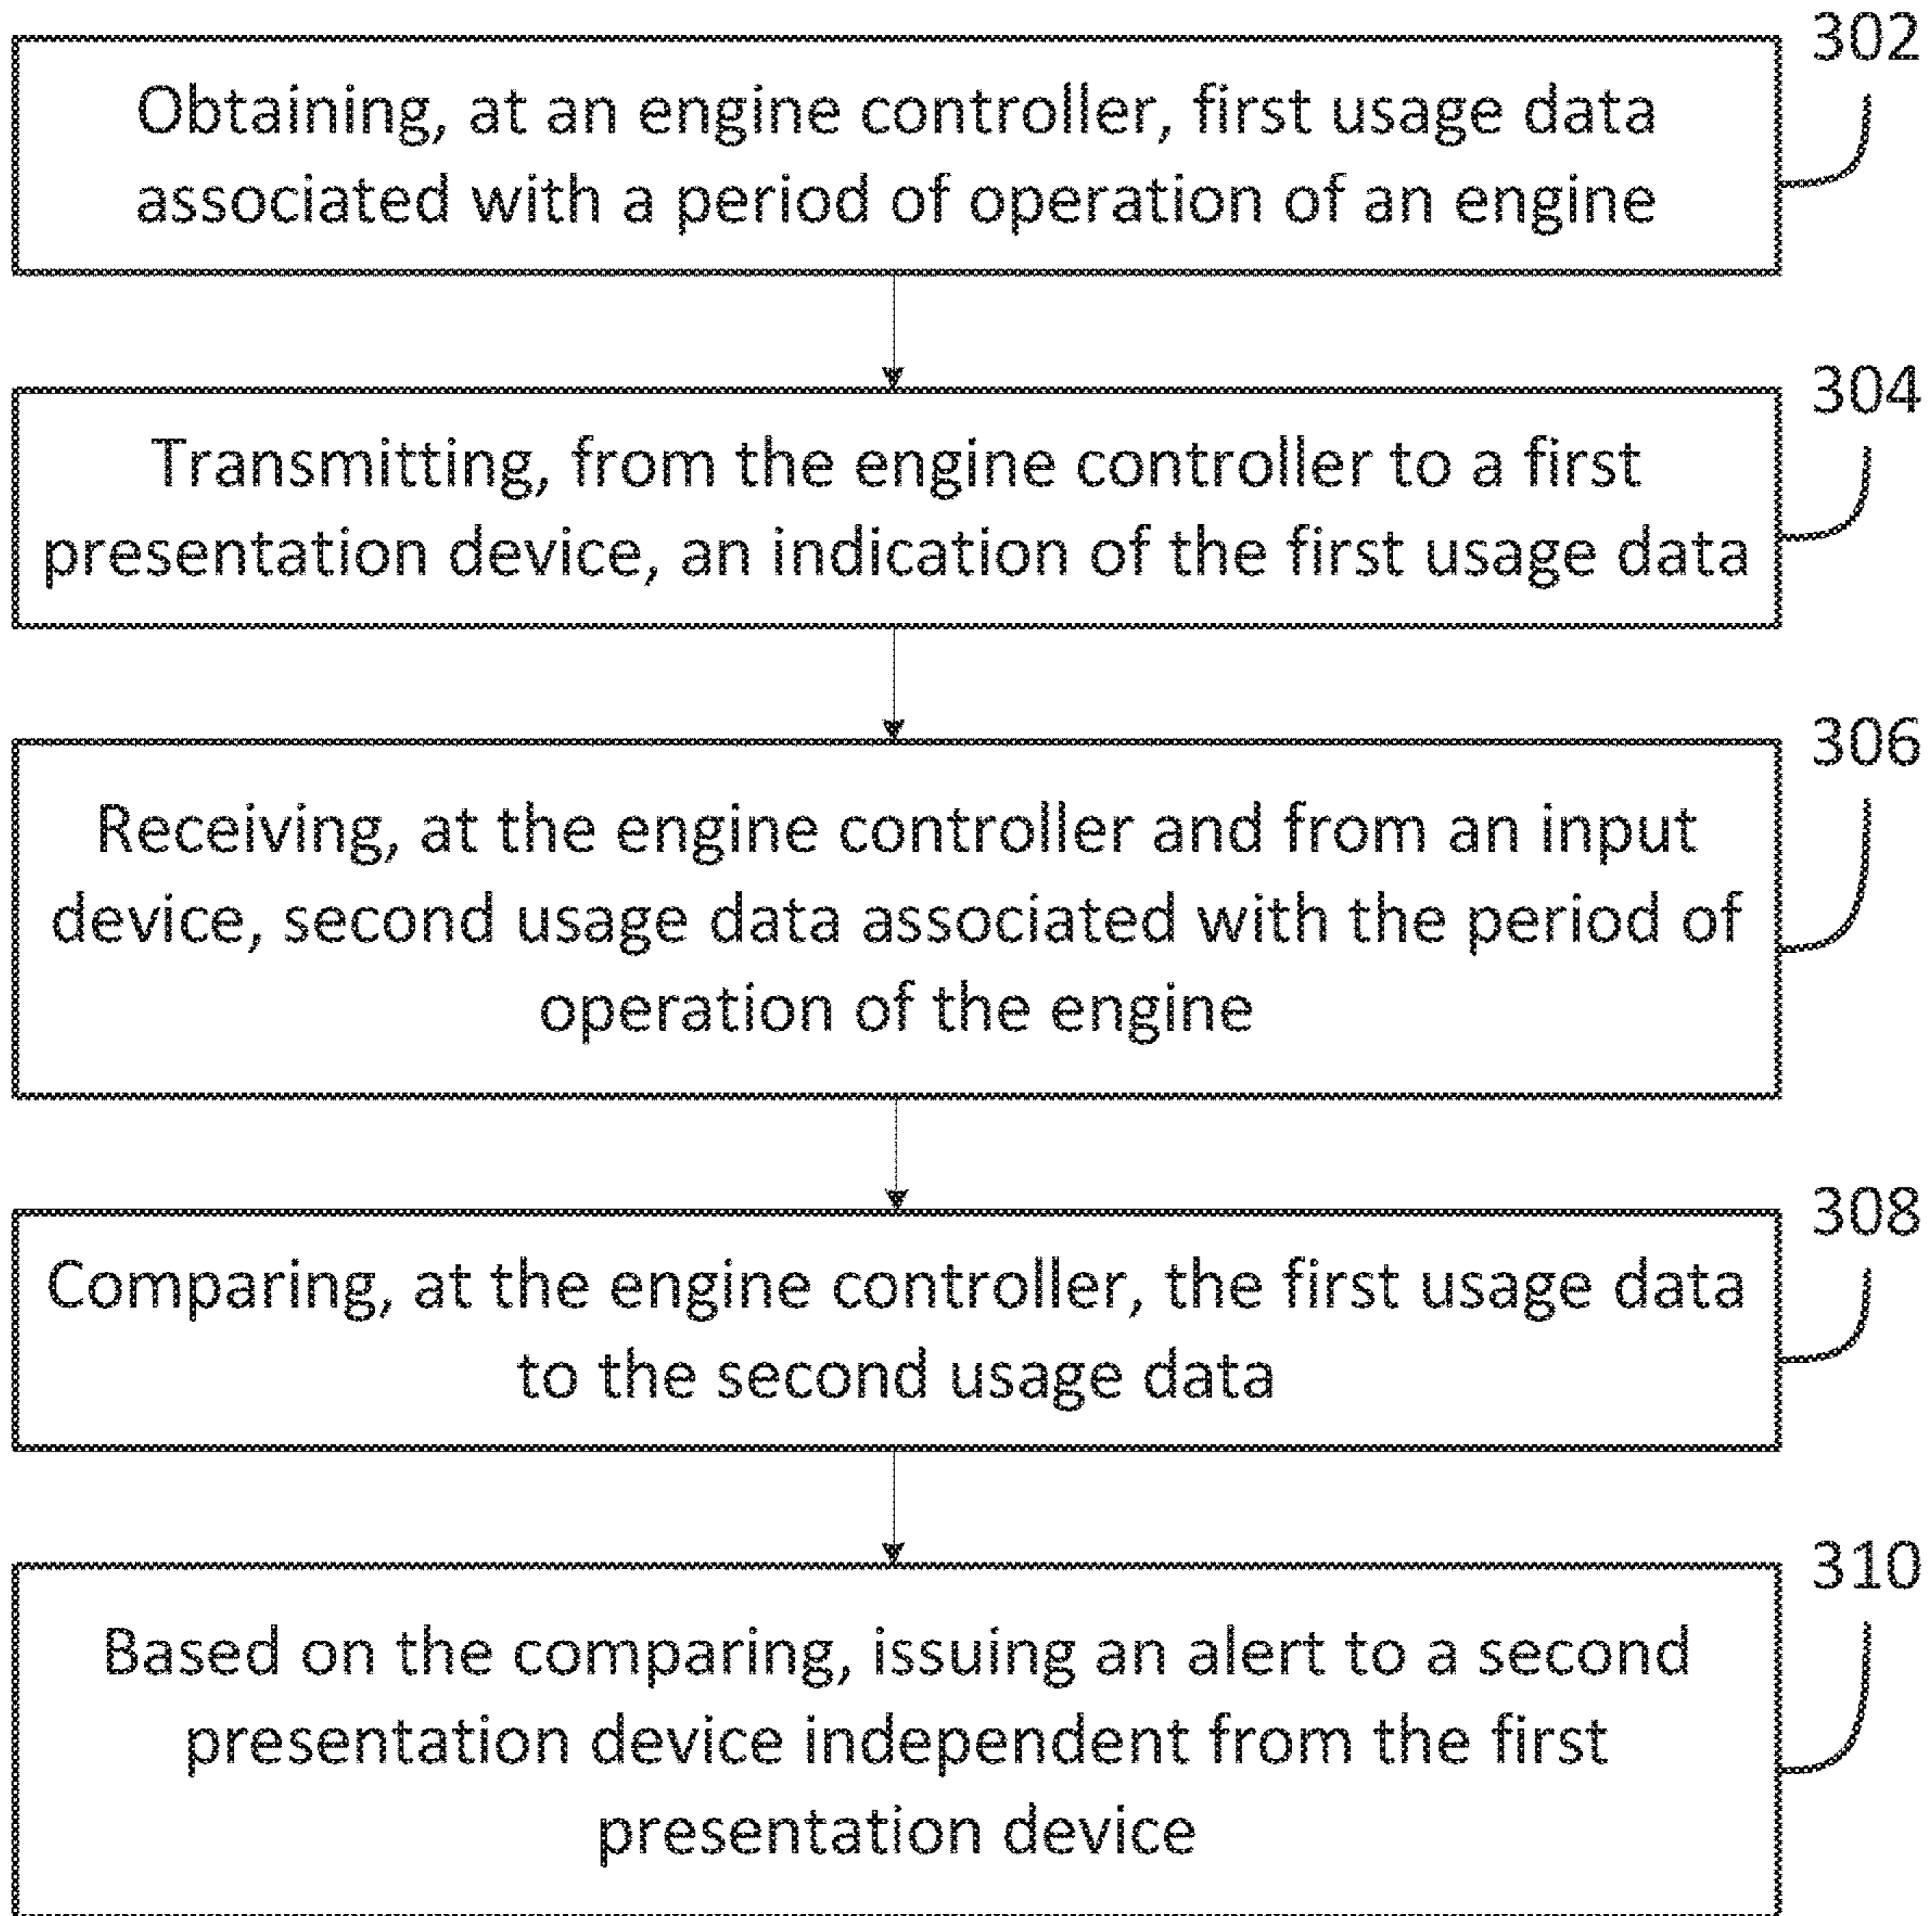 302
Obtaining, at an engine controller, first usage data
associated with a period of operation of an engine
304
Transmitting, from the engine controller to a first
presentation device, an indication of the first usage data
306
Receiving, at the engine controller and from an input
device, second usage data associated with the period of
operation of the engine
308
Comparing, at the engine controller, the first usage data
to the second usage data
310
Based on the comparing, issuing an alert to a second
presentation device independent from the first
presentation device